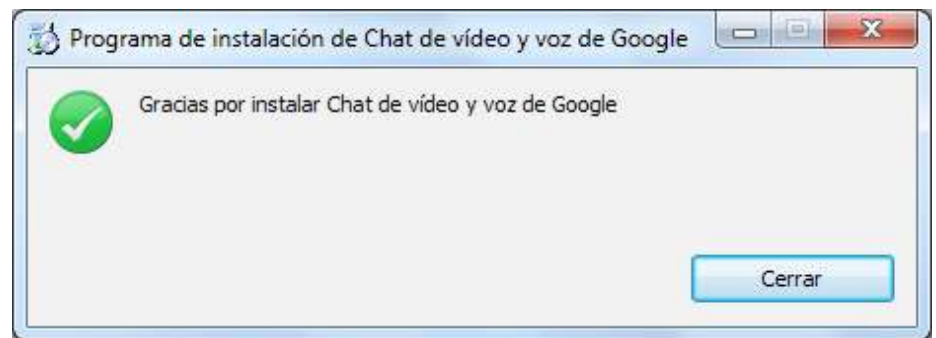 Programa de instalación de Chat de vídeo y voz de Google
Gracias por instalar Chat de vídeo y voz de Google
Cerrar